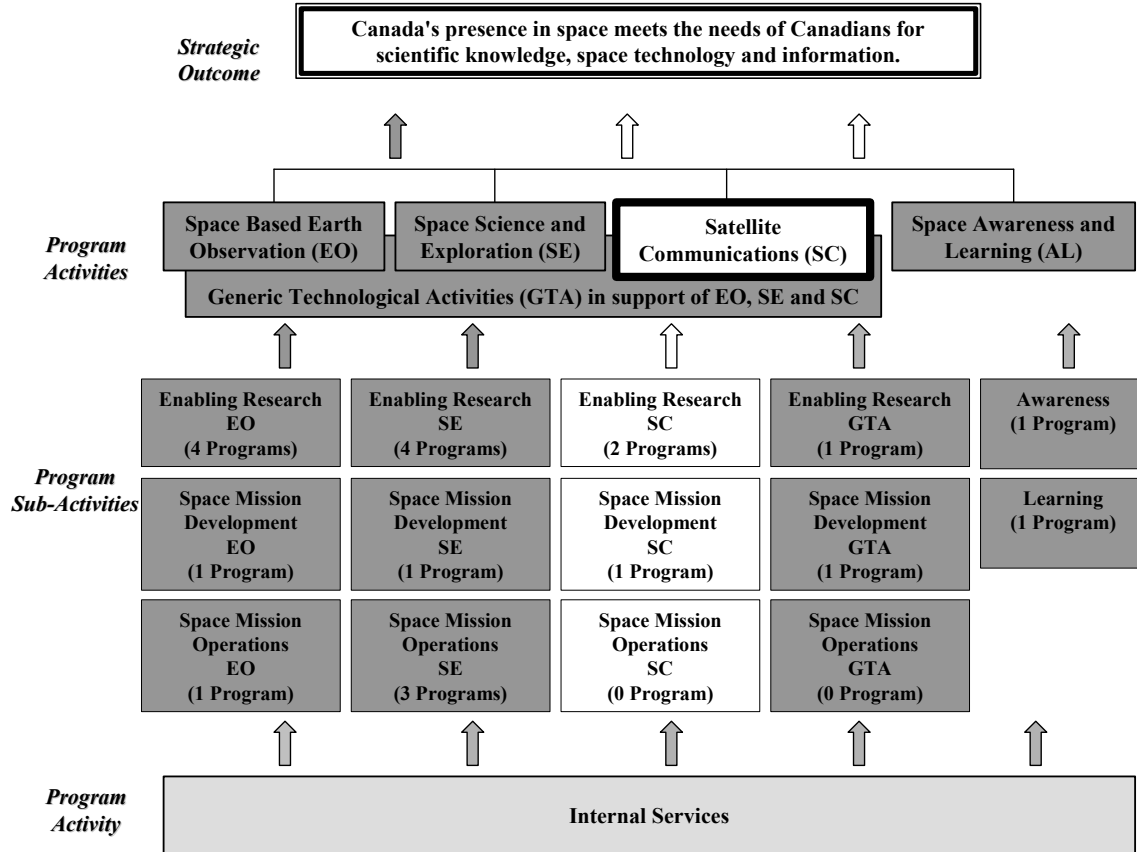 Strategic
Outcome
Canada's presence in space meets the needs of Canadians for
scientific knowledge, space technology and information.
Program
Activities
Space Based Earth
Observation (EO)
Space Science and
Exploration (SE)
Satellite
Communications (SC)
Space Awareness and
Learning (AL)
Generic Technological Activities (GTA) in support of EO, SE and SC
Program
Sub-Activities
Enabling Research
EO
(4 Programs)
Enabling Research
SE
(4 Programs)
Enabling Research
SC
(2 Programs)
Enabling Research
GTA
(1 Program)
Awareness
(1 Program)
Space Mission
Development
EO
(1 Program)
Space Mission
Development
SE
(1 Program)
Space Mission
Development
SC
(1 Program)
Space Mission
Development
GTA
(1 Program)
Learning
(1 Program)
Space Mission
Operations
EO
(1 Program)
Space Mission
Operations
SE
(3 Programs)
Space Mission
Operations
SC
(0 Program)
Space Mission
Operations
GTA
(0 Program)
Program
Activity
Internal Services